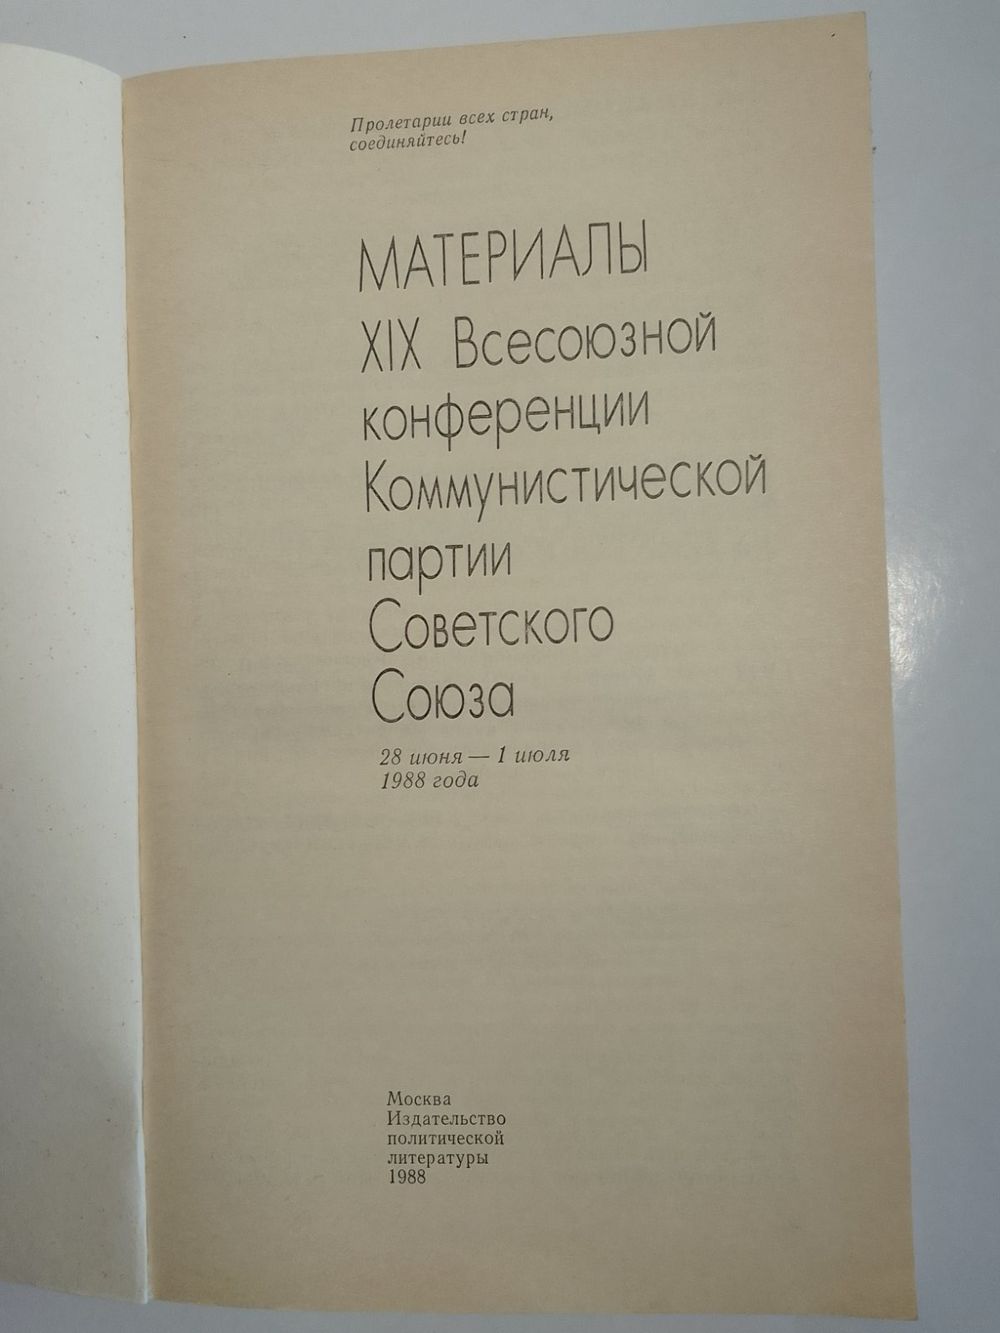 Пролетарии всех стран,
соединяйтесь!
МАТЕРИАЛЫ
XIX Всесоюзной
конференции
Коммунистической
партии
Советского
Союза
28 июня — 1 июля
1988 года
Москва
Издательство
политической
литературы
1988